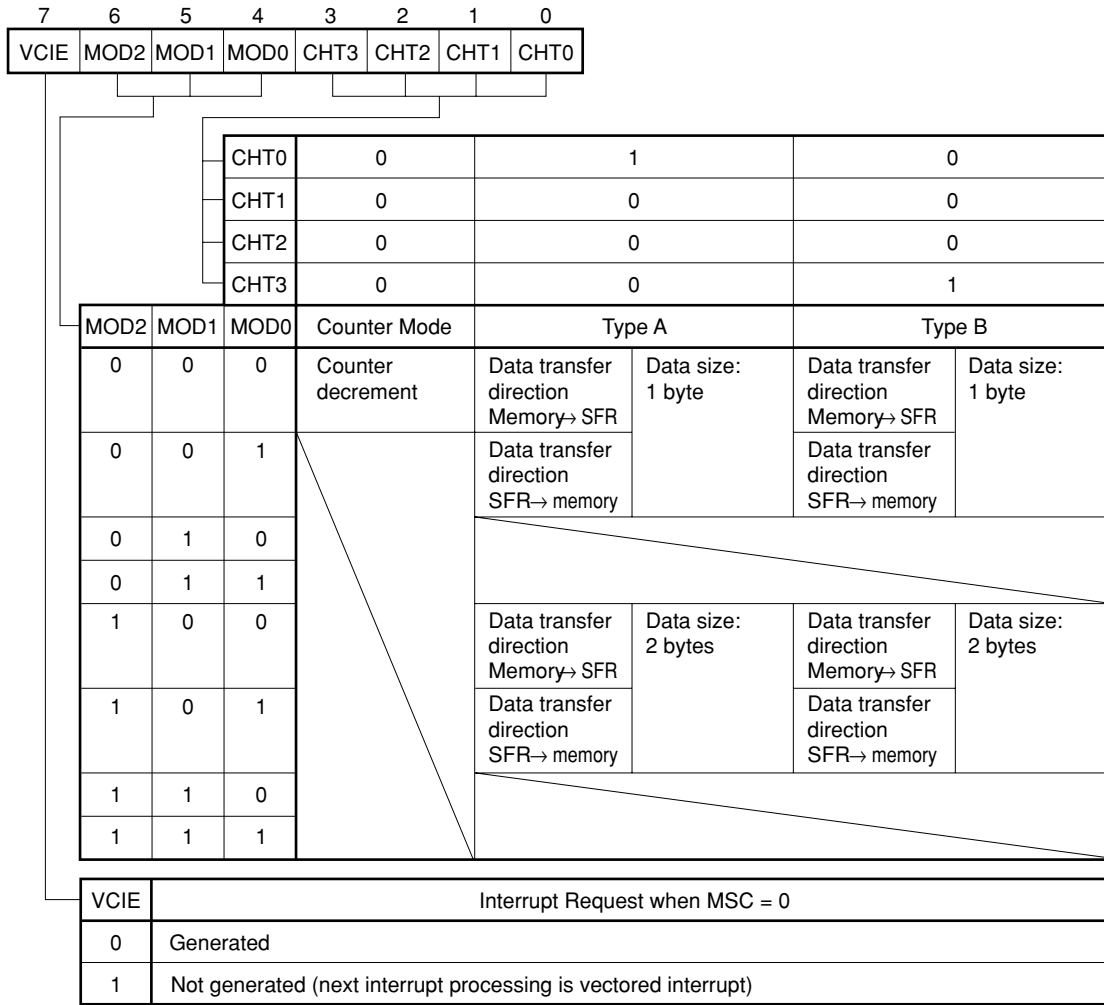 7 6 5 4 3 2 1 0
VCIE MOD2 MOD1 MOD0 CHT3 CHT2 CHT1 CHT0
CHT0 0 1 0
CHT1 0 0 0
CHT2 0 0 0
CHT3 0 0 1
MOD2 MOD1 MOD0 Counter Mode Type A Type B
0 0 0 Counter Data transfer Data size: Data transfer Data size:
decrement direction 1 byte direction 1 byte
Memory→ SFR Memory→ SFR
0 0 1 Data transfer Data transfer
direction direction
SFR→ memory SFR→ memory
0 1 0
0 1 1
1 0 0 Data transfer Data size: Data transfer Data size:
direction 2 bytes direction 2 bytes
Memory→ SFR Memory→ SFR
1 0 1 Data transfer Data transfer
direction direction
SFR→ memory SFR→ memory
1 1 0
1 1 1
VCIE Interrupt Request when MSC = 0
0 Generated
1 Not generated (next interrupt processing is vectored interrupt)